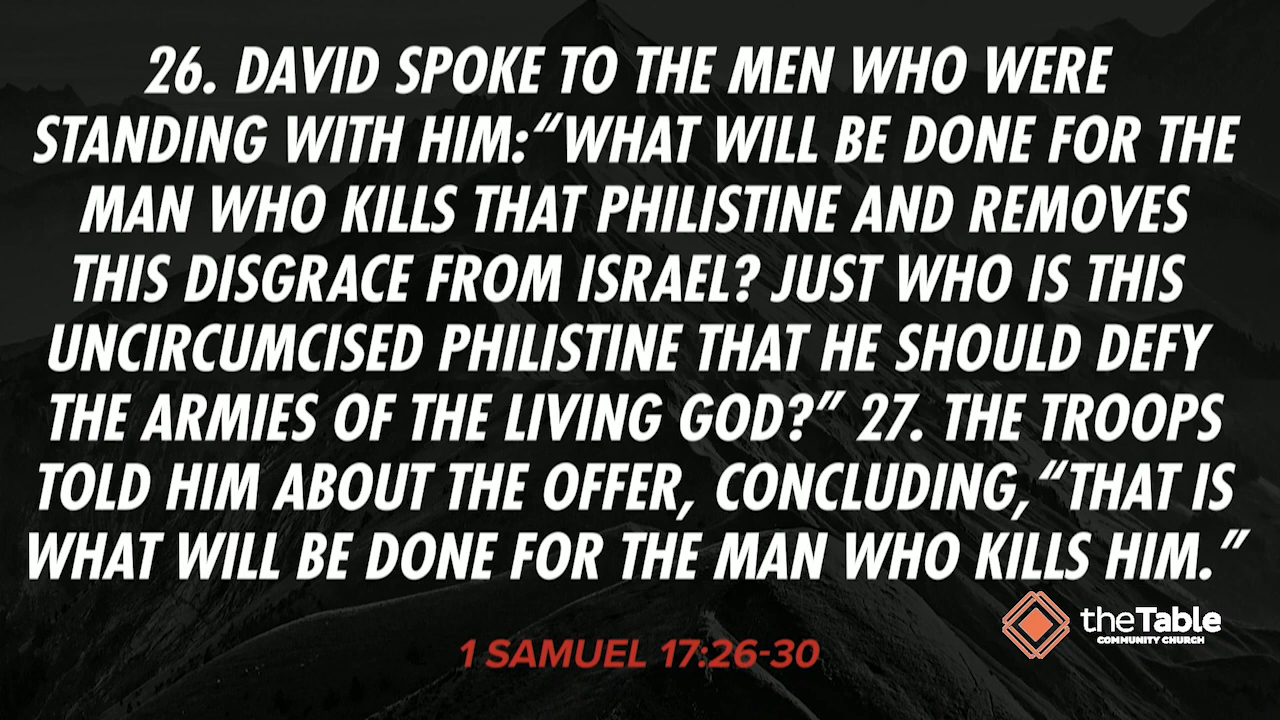 26. DAVID SPOKE TO THE MEN WHO WERE
STANDING WITH HIM:“WHAT WILL BE DONE FOR THE
MAN WHO KILLS THAT PHILISTINE AND REMOVES
THIS DISGRACE FROM ISRAEL? JUST WHO IS THIS
UNCIRCUMCISED PHILISTINE THAT HE SHOULD DEFY
THE ARMIES OF THE LIVING GOD?” 27. THE TROOPS
TOLD HIM ABOUT THE OFFER, CONCLUDING,“THAT IS
WHAT WILL BE DONE FOR THE MAN WHO KILLS HIM.”
theTable
COMMUNITY CHURCH
1 SAMUEL 17:26-30